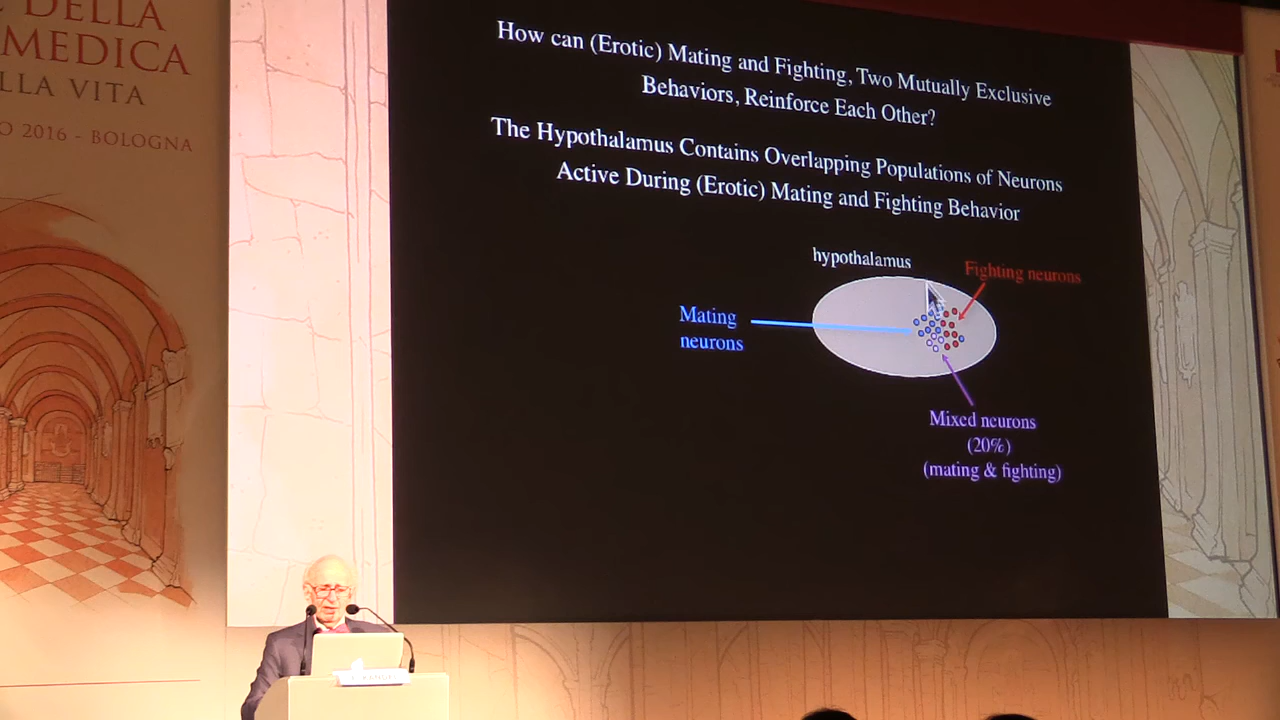 DELLA
MEDICA
LLA VITA
O 2016 - BOLOGNA
How can (Erotic) Mating and Fighting, Two Mutually Exclusive
Behaviors, Reinforce Each Other?
The Hypothalamus Contains Overlapping Populations of Neurons
Active During (Erotic) Mating and Fighting Behavior
hypothalamus
Fighting neurons
Mating
neurons
Mixed neurons
(20%)
(mating & fighting)